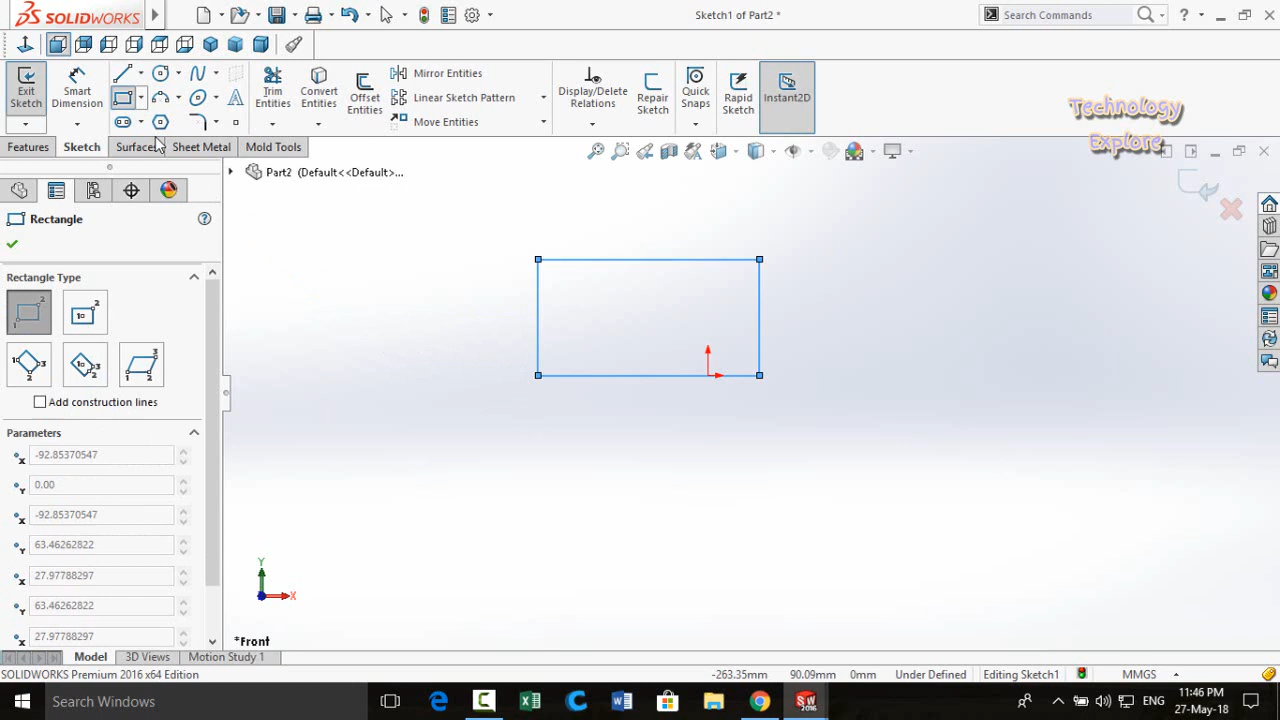 SOLIDWORKS
Sketch1 of Part2 *
Search Commands
Exit Sketch
Smart Dimension
Trim Entities
Convert Entities
Offset Entities
Mirror Entities
Linear Sketch Pattern
Move Entities
Display/Delete Relations
Repair Sketch
Quick Snaps
Rapid Sketch
Instant2D
Technology
Explore
Features Sketch Surfaces Sheet Metal Mold Tools
Part2 (Default<<Default>...
Rectangle
Rectangle Type
Add construction lines
Parameters
-92.85370547
0.00
-92.85370547
63.46262822
27.97788297
63.46262822
27.97788297
Y
X
*Front
Model 3D Views Motion Study 1
SOLIDWORKS Premium 2016 x64 Edition
-263.35mm 90.09mm 0mm Under Defined Editing Sketch1 MMGS
Search Windows
ENG
11:46 PM
27-May-18